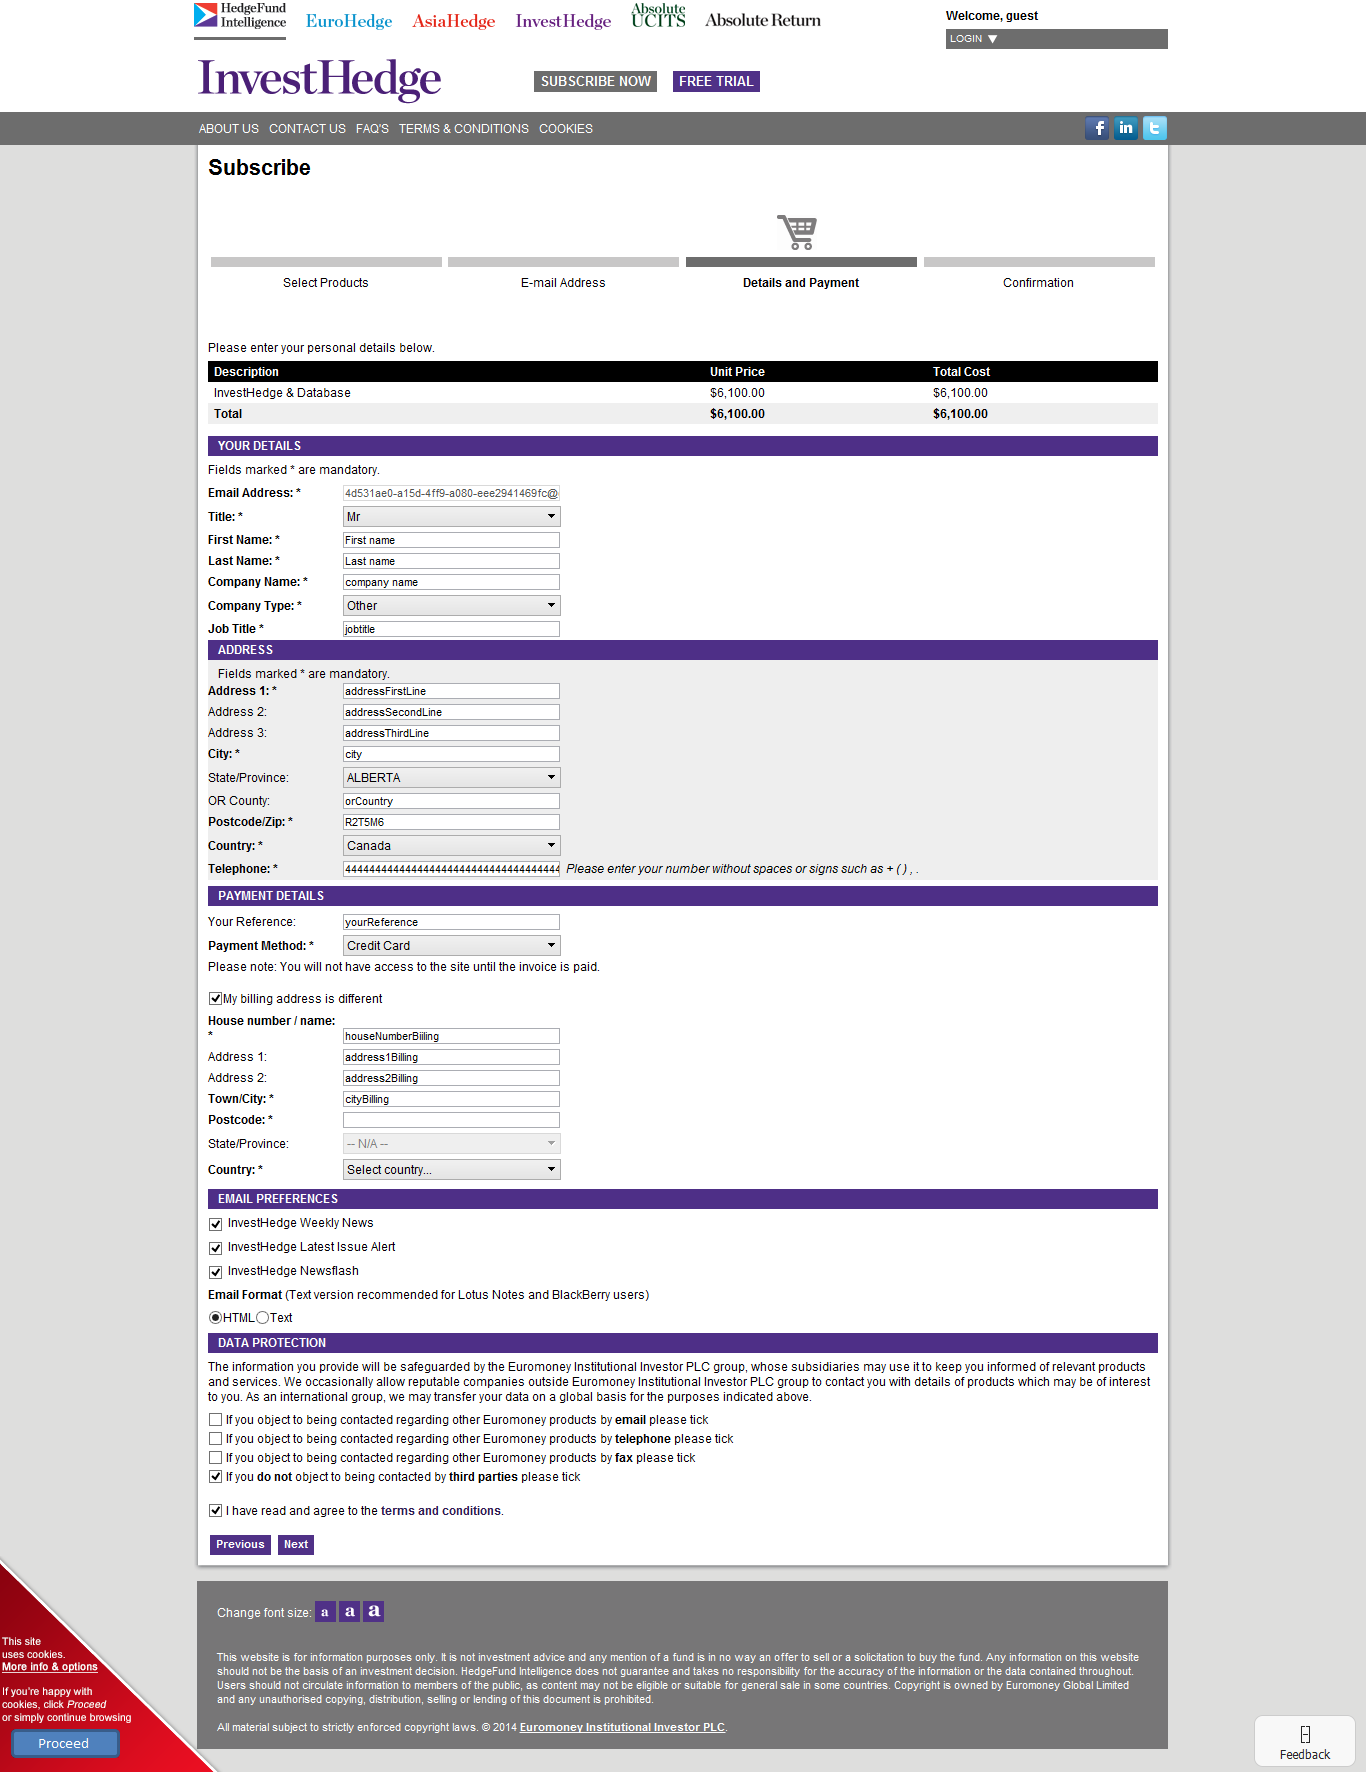 HedgeFund
Intelligence
EuroHedge
AsiaHedge
InvestHedge
Absolute
UCITS
Absolute Return
Welcome, guest
LOGIN
InvestHedge
SUBSCRIBE NOW
FREE TRIAL
ABOUT US CONTACT US FAQ'S TERMS & CONDITIONS COOKIES
Subscribe
Select Products
E-mail Address
Details and Payment
Confirmation
Please enter your personal details below.
Description Unit Price Total Cost
InvestHedge & Database $6,100.00 $6,100.00
Total $6,100.00 $6,100.00
YOUR DETAILS
Fields marked * are mandatory.
Email Address: * 4d531ae0-a15d-4ff9-a080-eee2941469fc@
Title: * Mr
First Name: * First name
Last Name: * Last name
Company Name: * company name
Company Type: * Other
Job Title * jobtitle
ADDRESS
Fields marked * are mandatory.
Address 1: * addressFirstLine
Address 2: addressSecondLine
Address 3: addressThirdLine
City: * city
State/Province: ALBERTA
OR County: orCountry
Postcode/Zip: * R2T5M6
Country: * Canada
Telephone: * 44444444444444444444444444444444444 Please enter your number without spaces or signs such as + ( ) , .
PAYMENT DETAILS
Your Reference: yourReference
Payment Method: * Credit Card
Please note: You will not have access to the site until the invoice is paid.
My billing address is different
House number / name:
* houseNumberBiiling
Address 1: address1Billing
Address 2: address2Billing
Town/City: * cityBilling
Postcode: *
State/Province: -- N/A --
Country: * Select country...
EMAIL PREFERENCES
InvestHedge Weekly News
InvestHedge Latest Issue Alert
InvestHedge Newsflash
Email Format (Text version recommended for Lotus Notes and BlackBerry users)
HTML Text
DATA PROTECTION
The information you provide will be safeguarded by the Euromoney Institutional Investor PLC group, whose subsidiaries may use it to keep you informed of relevant products
and services. We occasionally allow reputable companies outside Euromoney Institutional Investor PLC group to contact you with details of products which may be of interest
to you. As an international group, we may transfer your data on a global basis for the purposes indicated above.
If you object to being contacted regarding other Euromoney products by email please tick
If you object to being contacted regarding other Euromoney products by telephone please tick
If you object to being contacted regarding other Euromoney products by fax please tick
If you do not object to being contacted by third parties please tick
I have read and agree to the terms and conditions.
Previous Next
Change font size: a a a
This website is for information purposes only. It is not investment advice and any mention of a fund is in no way an offer to sell or a solicitation to buy the fund. Any information on this website
should not be the basis of an investment decision. HedgeFund Intelligence does not guarantee and takes no responsibility for the accuracy of the information or the data contained throughout.
Users should not circulate information to members of the public, as content may not be eligible or suitable for general sale in some countries. Copyright is owned by Euromoney Global Limited
and any unauthorised copying, distribution, selling or lending of this document is prohibited.
All material subject to strictly enforced copyright laws. © 2014 Euromoney Institutional Investor PLC.
This site
uses cookies.
More info & options
If you're happy with
cookies, click Proceed
or simply continue browsing
Proceed
Feedback